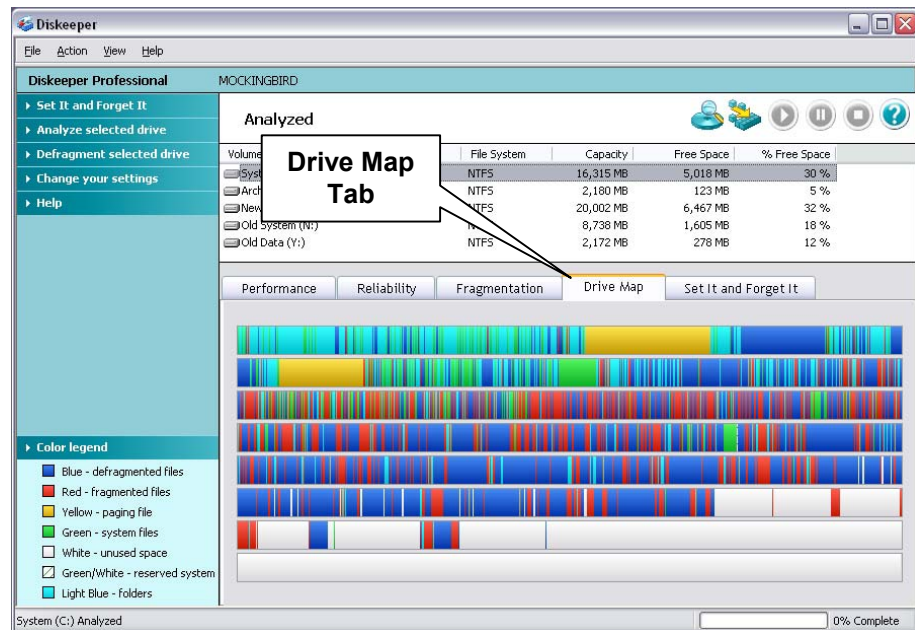 Diskeeper
File Action View Help
Diskeeper Professional MOCKINGBIRD
Set It and Forget It
Analyze selected drive
Defragment selected drive
Change your settings
Help
Analyzed
Drive Map
Tab
File System Capacity Free Space % Free Space
NTFS 16,315 MB 5,018 MB 30 %
NTFS 2,180 MB 123 MB 5 %
NTFS 20,002 MB 6,467 MB 32 %
Old System (N:) 8,738 MB 1,605 MB 18 %
Old Data (Y:) NTFS 2,172 MB 278 MB 12 %
Performance Reliability Fragmentation Drive Map Set It and Forget It
Color legend
Blue - defragmented files
Red - fragmented files
Yellow - paging file
Green - system files
White - unused space
Green/White - reserved system
Light Blue - folders
System (C:) Analyzed 0% Complete